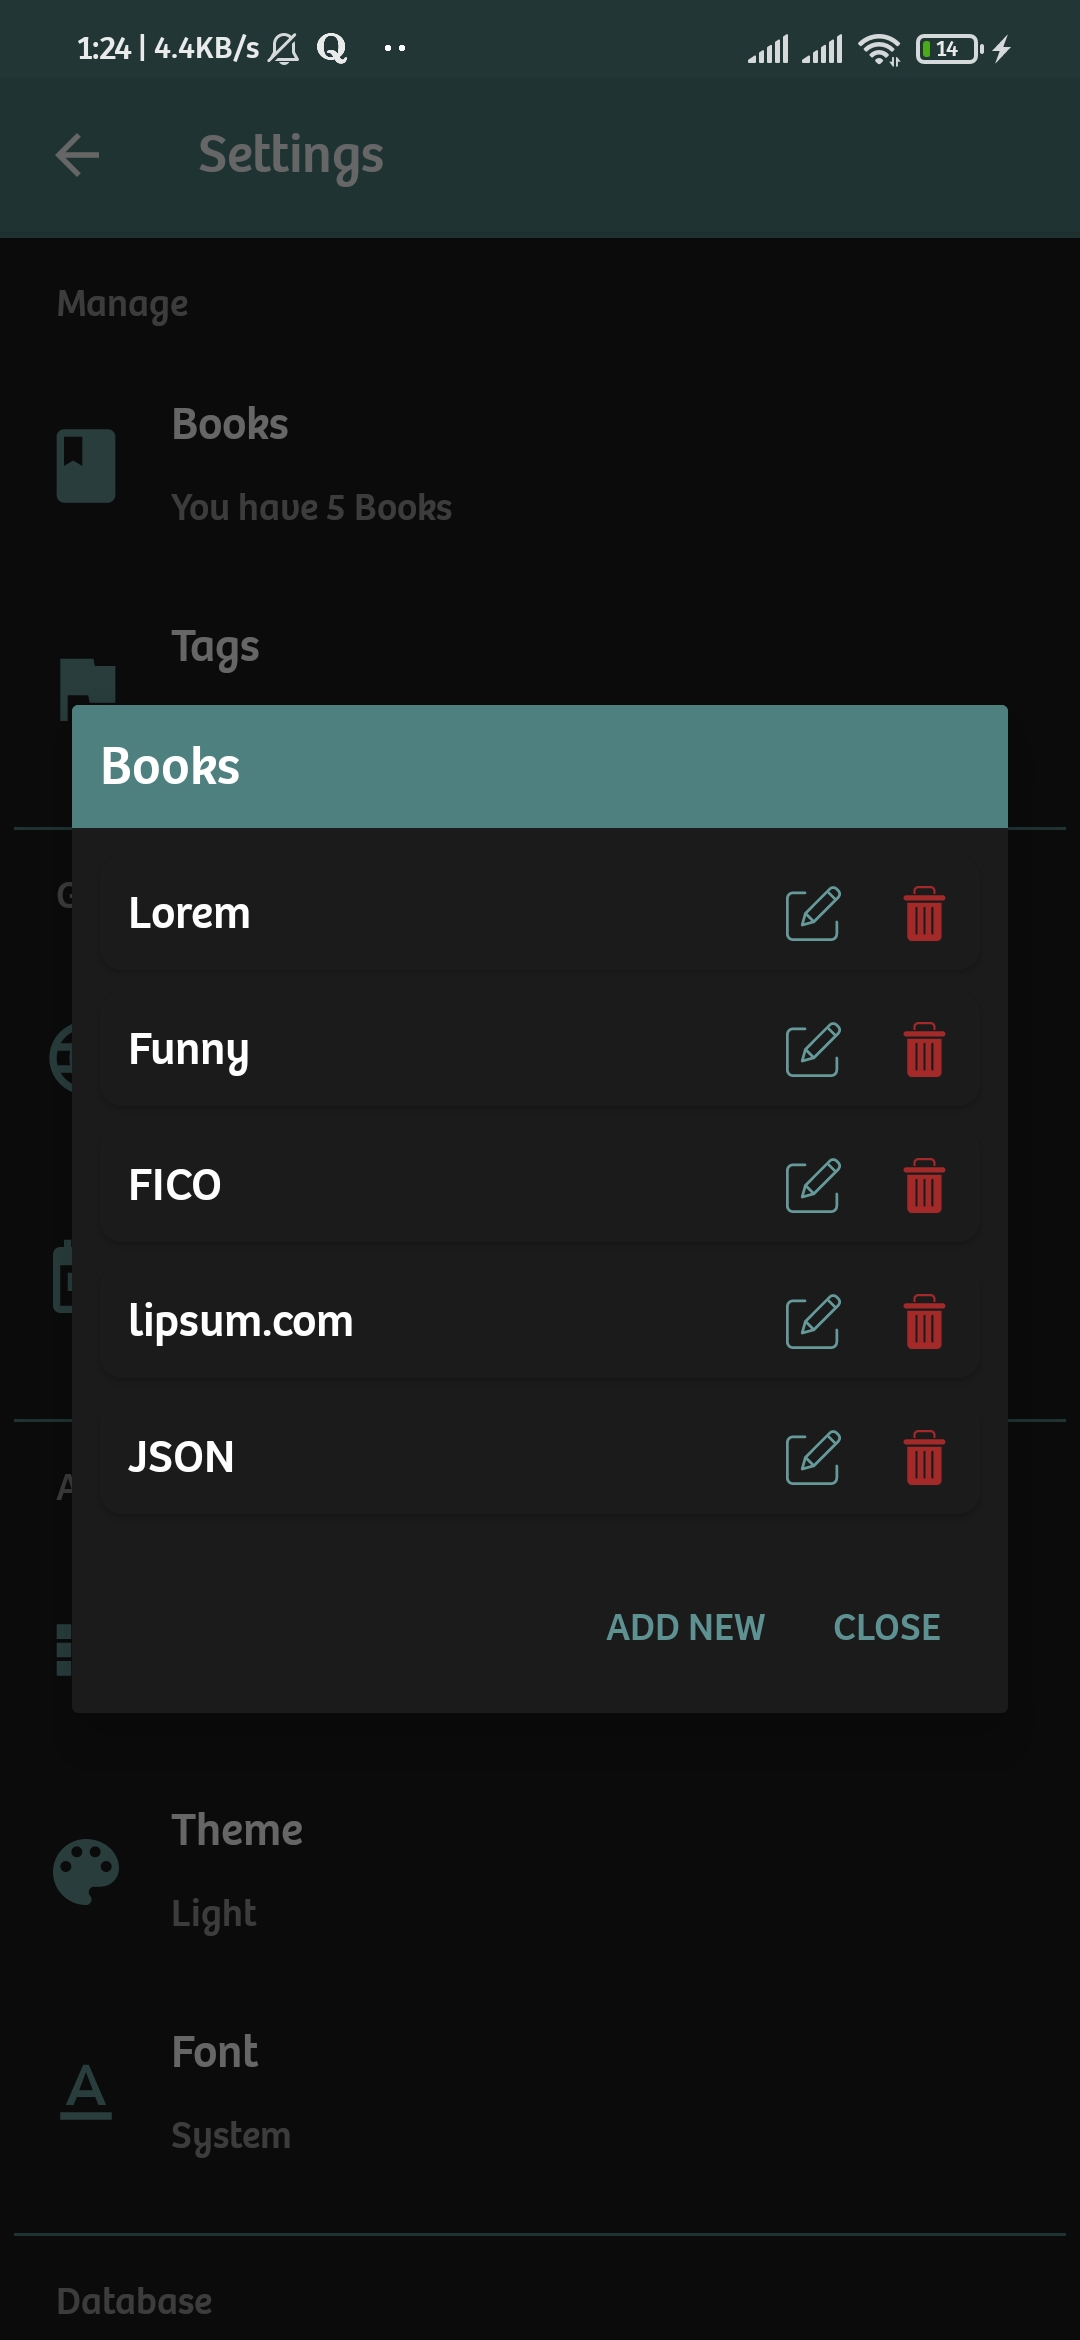 1:24 | 4.4KB/s Q 14
Settings
Manage
Books
You have 5 Books
Tags
Books
Lorem
Funny
FICO
lipsum.com
JSON
ADD NEW CLOSE
Theme
Light
Font
System
Database